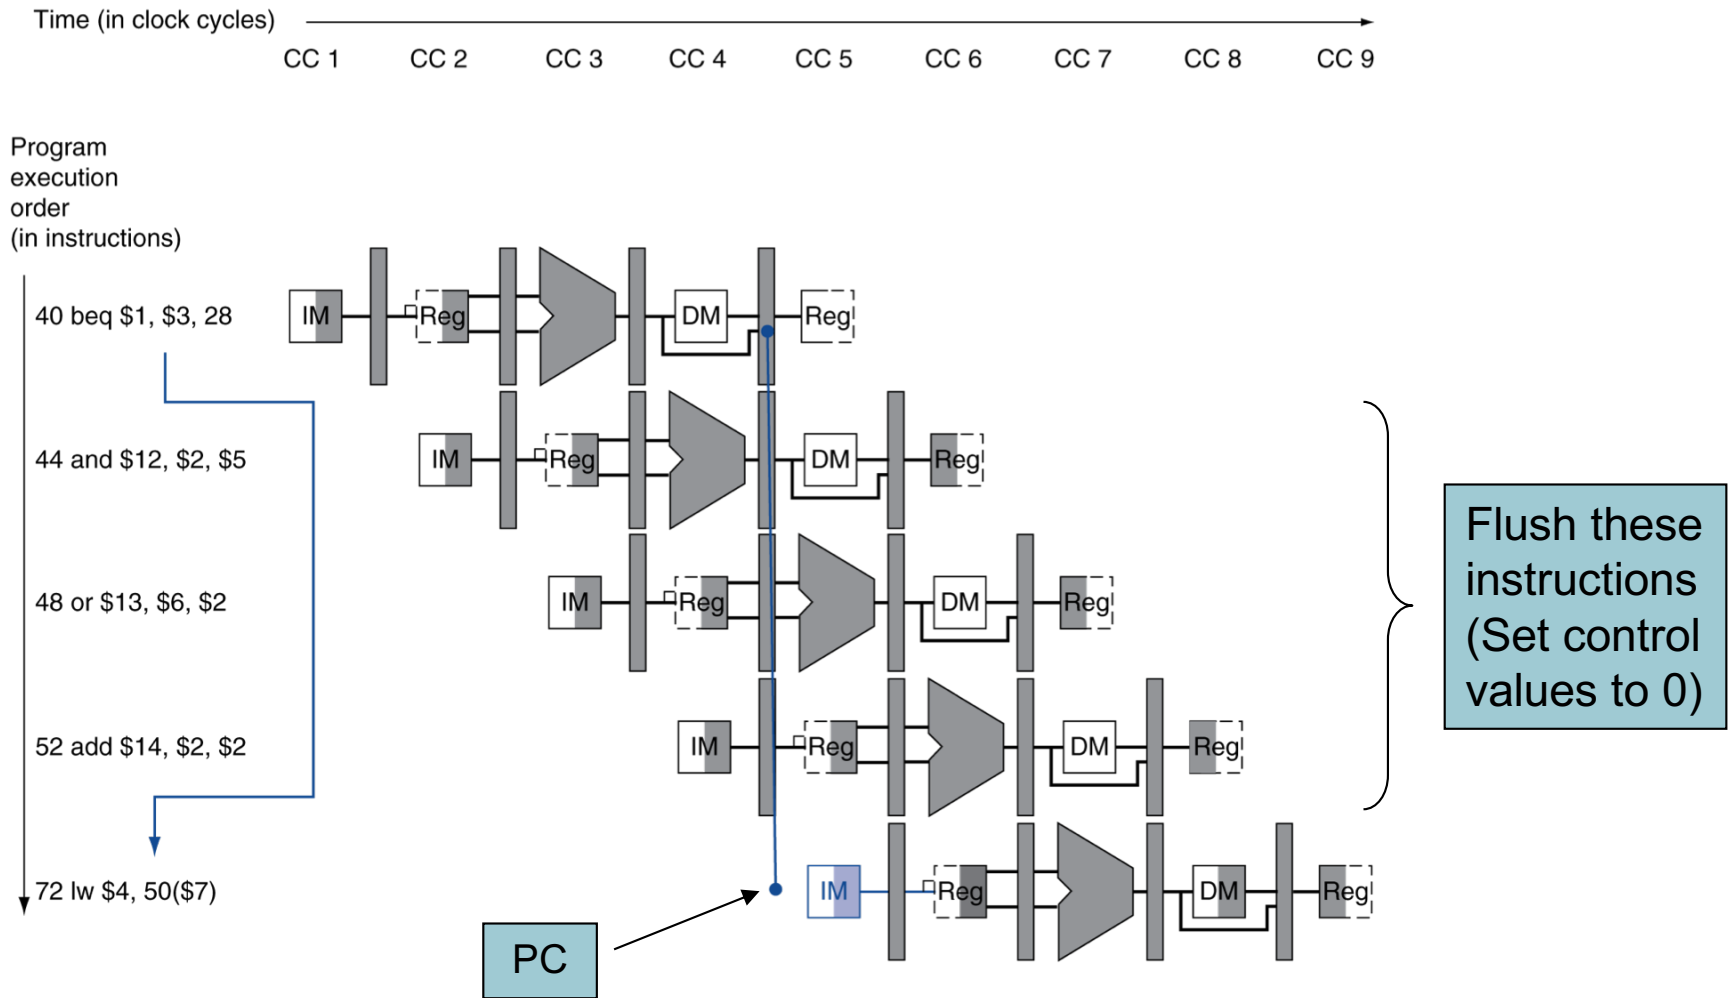 Time (in clock cycles)
CC 1 CC 2 CC 3 CC 4 CC 5 CC 6 CC 7 CC 8 CC 9
Program
execution
order
(in instructions)
40 beq $1, $3, 28
IM Reg DM Reg
44 and $12, $2, $5
IM Reg DM Reg
48 or $13, $6, $2
IM Reg DM Reg
52 add $14, $2, $2
IM Reg DM Reg
72 lw $4, 50($7)
IM Reg DM Reg
PC
Flush these
instructions
(Set control
values to 0)